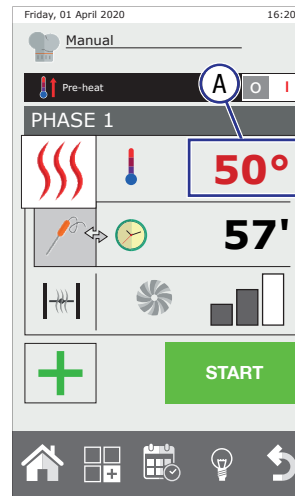 Friday, 01 April 2020 16:20
Manual
Pre-heat A O I
PHASE 1
50°
57'
START